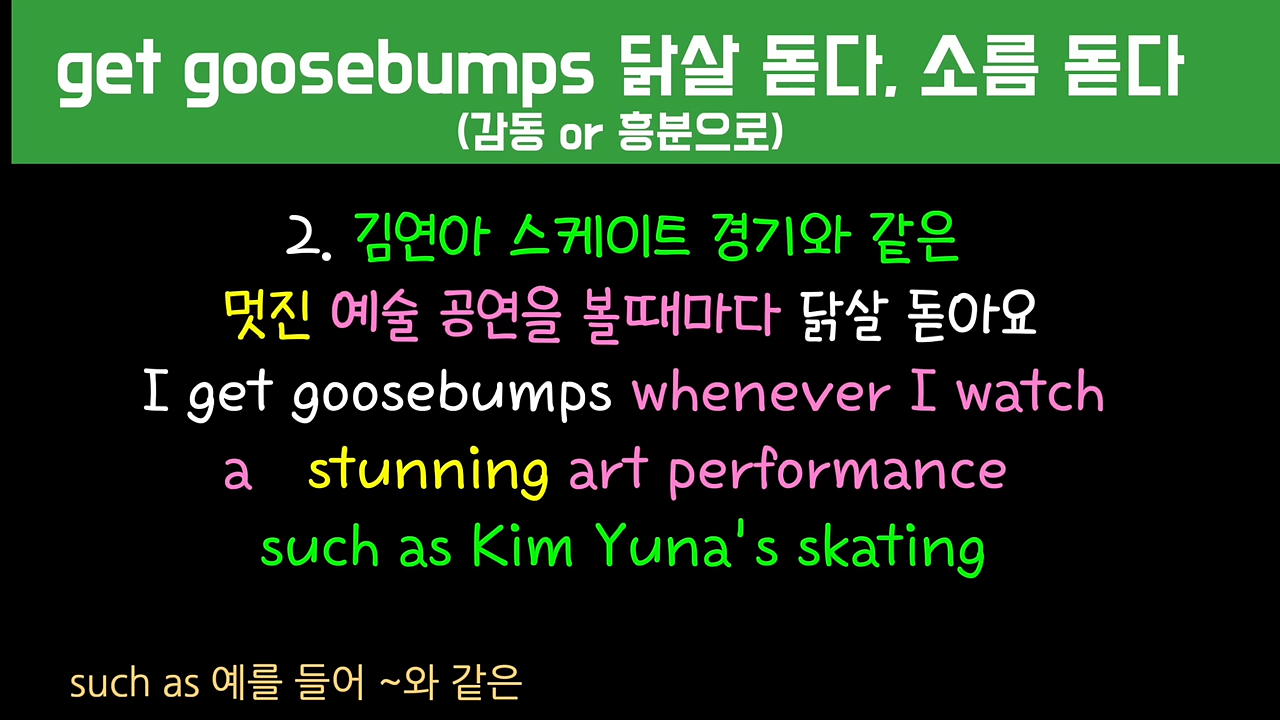 get goosebumps 닭살 돋다, 소름 돋다
(감동 or 흥분으로)
2. 김연아 스케이트 경기와 같은
멋진 예술 공연을 볼때마다 닭살 돋아요
I get goosebumps whenever I watch
a stunning art performance
such as Kim Yuna's skating
such as 예를 들어 ~와 같은